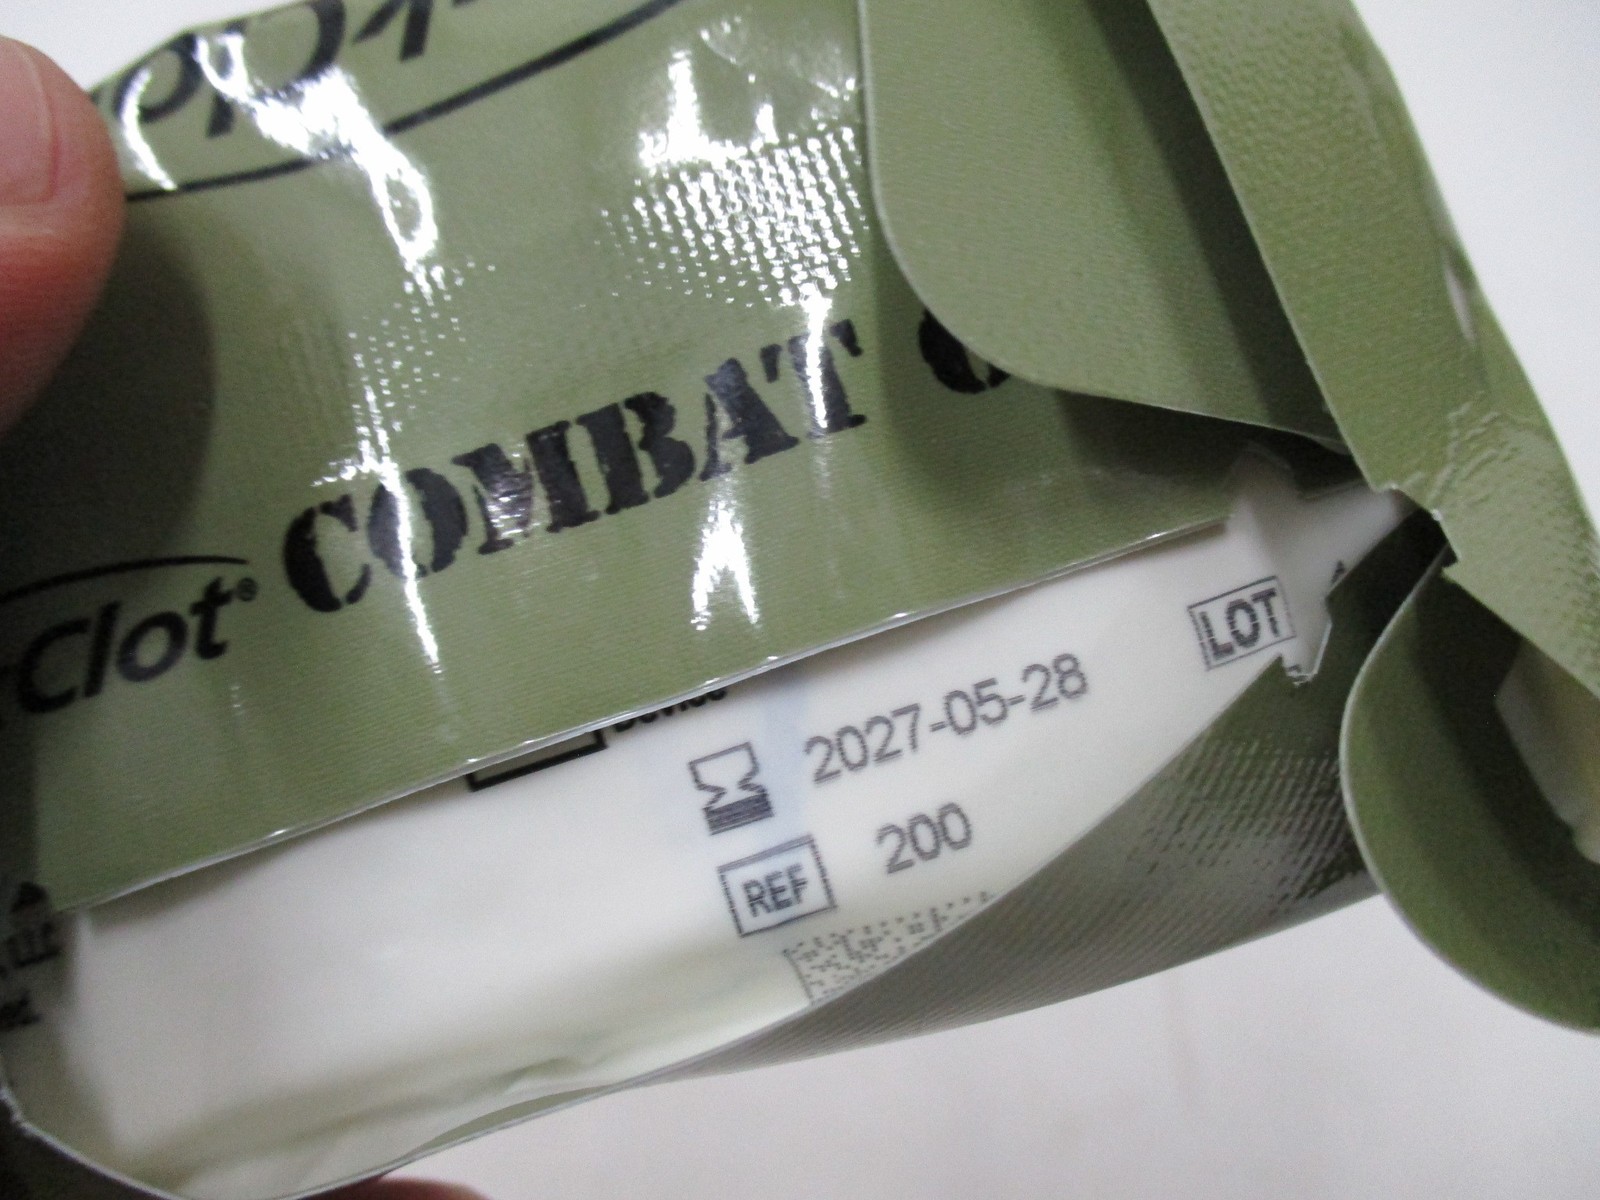 Clot® COMBAT
LOT
2027-05-28
REF 200